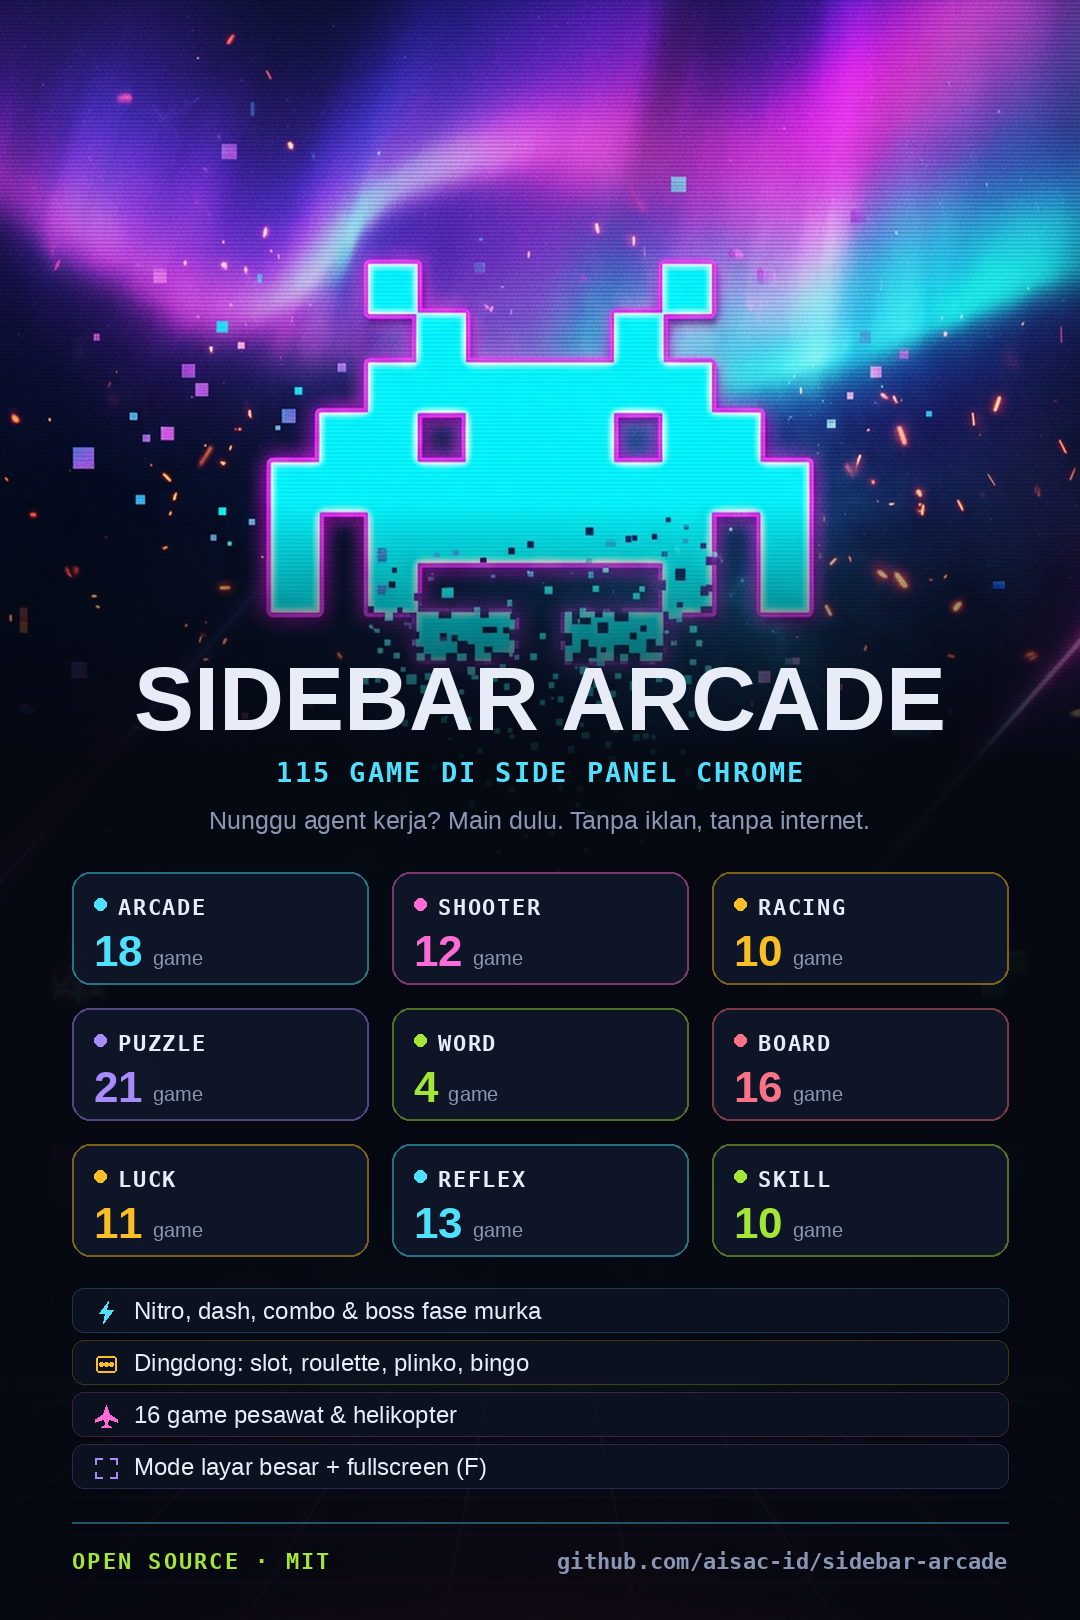 SIDEBAR ARCADE
115 GAME DI SIDE PANEL CHROME
Nunggu agent kerja? Main dulu. Tanpa iklan, tanpa internet.
ARCADE
18 game
SHOOTER
12 game
RACING
10 game
PUZZLE
21 game
WORD
4 game
BOARD
16 game
LUCK
11 game
REFLEX
13 game
SKILL
10 game
Nitro, dash, combo & boss fase murka
Dingdong: slot, roulette, plinko, bingo
16 game pesawat & helikopter
Mode layar besar + fullscreen (F)
OPEN SOURCE · MIT
github.com/aisac-id/sidebar-arcade